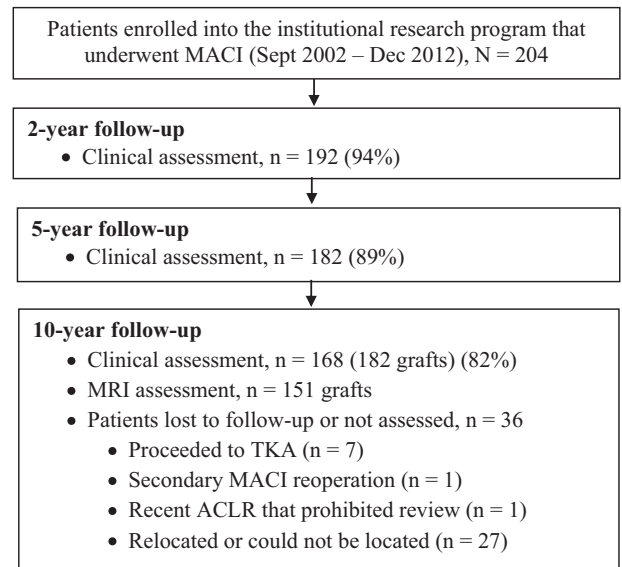 Patients enrolled into the institutional research program that
underwent MACI (Sept 2002 – Dec 2012), N = 204
2-year follow-up
• Clinical assessment, n = 192 (94%)
5-year follow-up
• Clinical assessment, n = 182 (89%)
10-year follow-up
• Clinical assessment, n = 168 (182 grafts) (82%)
• MRI assessment, n = 151 grafts
• Patients lost to follow-up or not assessed, n = 36
• Proceeded to TKA (n = 7)
• Secondary MACI reoperation (n = 1)
• Recent ACLR that prohibited review (n = 1)
• Relocated or could not be located (n = 27)